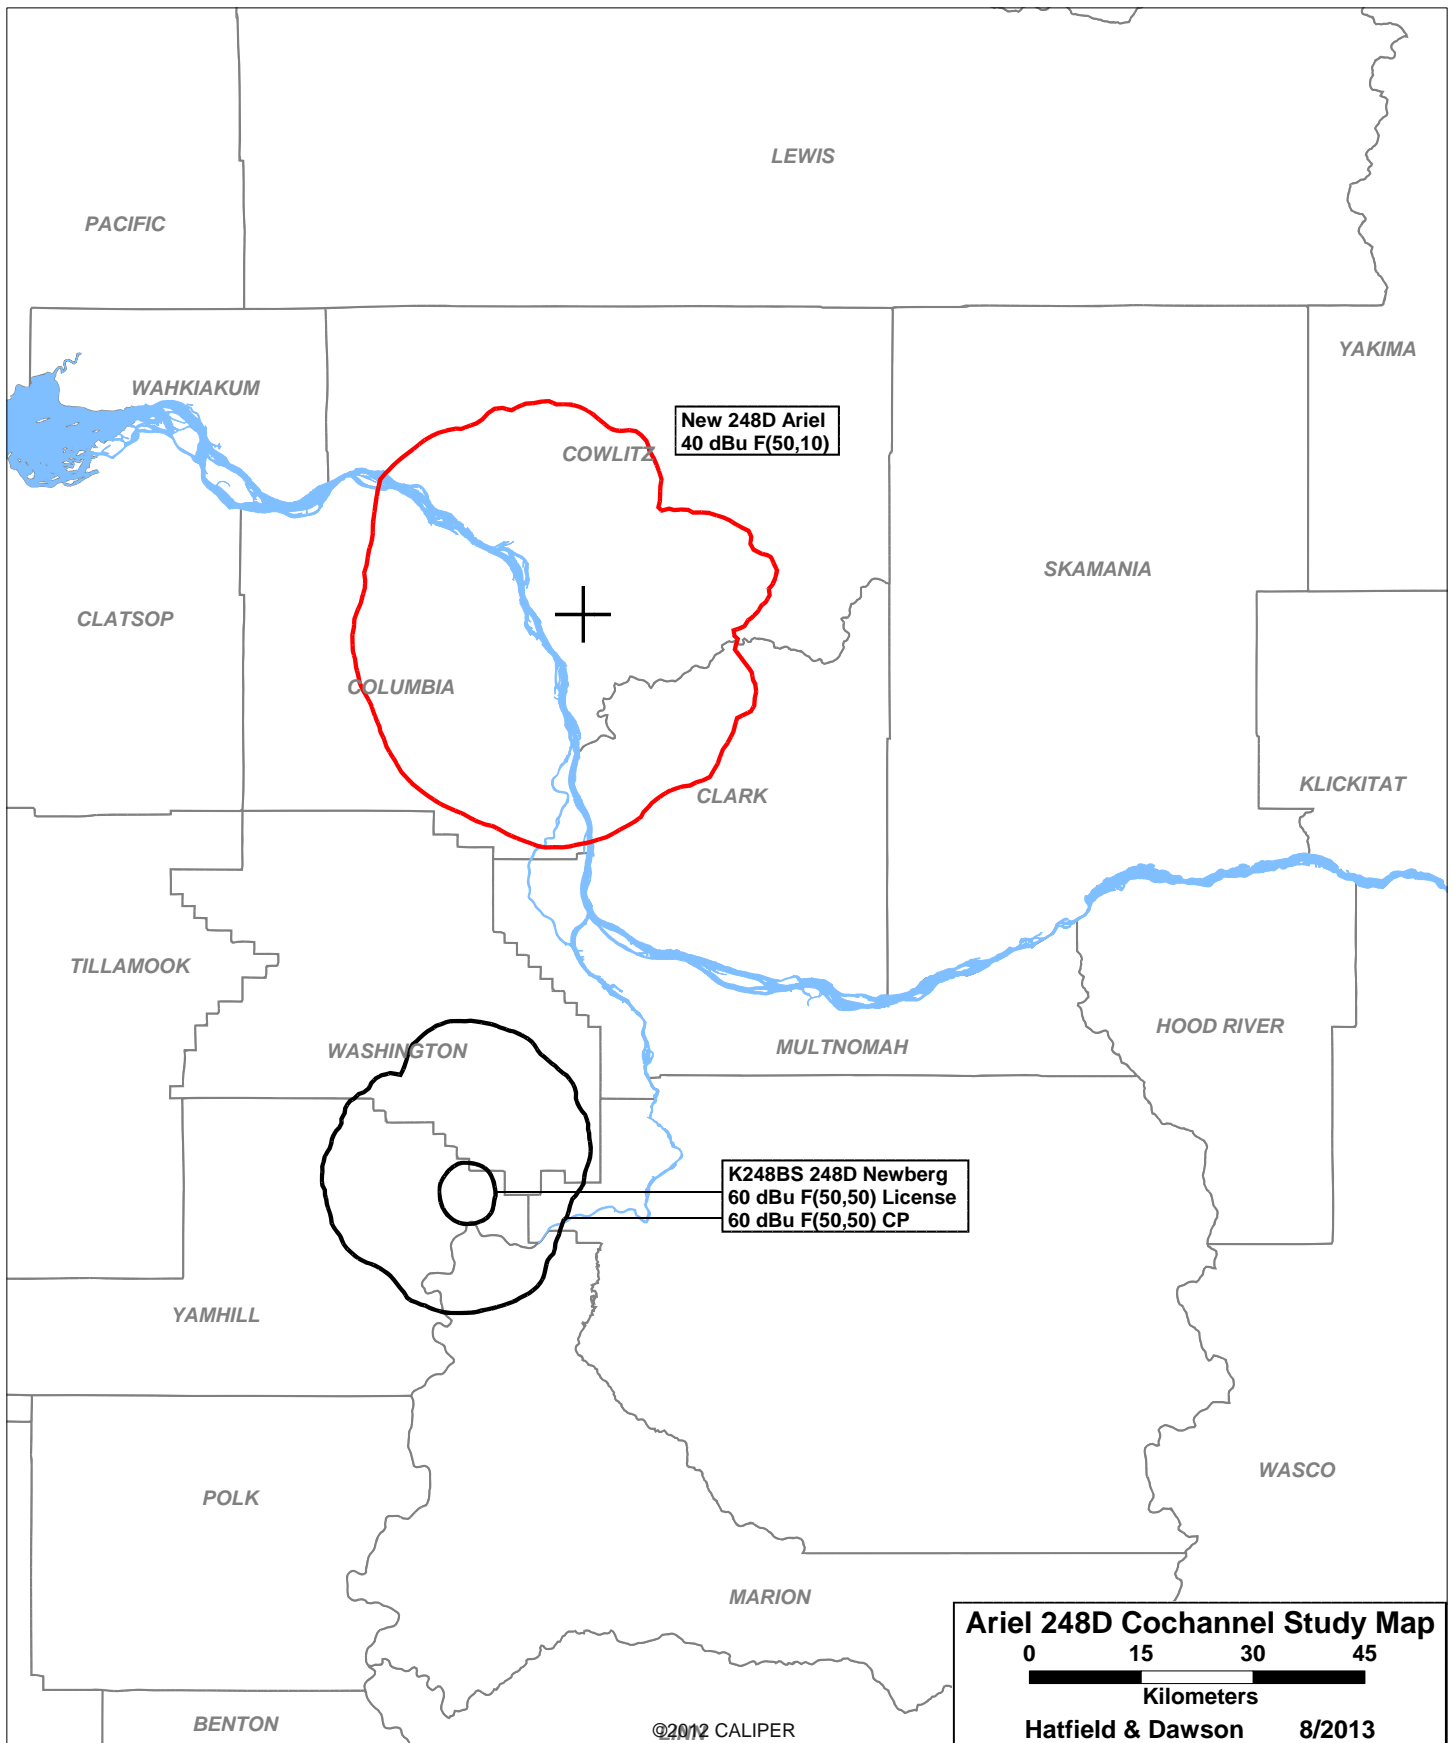 LEWIS
PACIFIC
YAKIMA
WAHKIAKUM
New 248D Ariel
40 dBu F(50,10)
COWLITZ
SKAMANIA
CLATSOP
COLUMBIA
KLICKITAT
CLARK
TILLAMOOK
HOOD RIVER
WASHINGTON
MULTNOMAH
K248BS 248D Newberg
60 dBu F(50,50) License
60 dBu F(50,50) CP
YAMHILL
WASCO
POLK
MARION
Ariel 248D Cochannel Study Map
0 15 30 45
Kilometers
Hatfield & Dawson 8/2013
BENTON
LINN
©2012 CALIPER